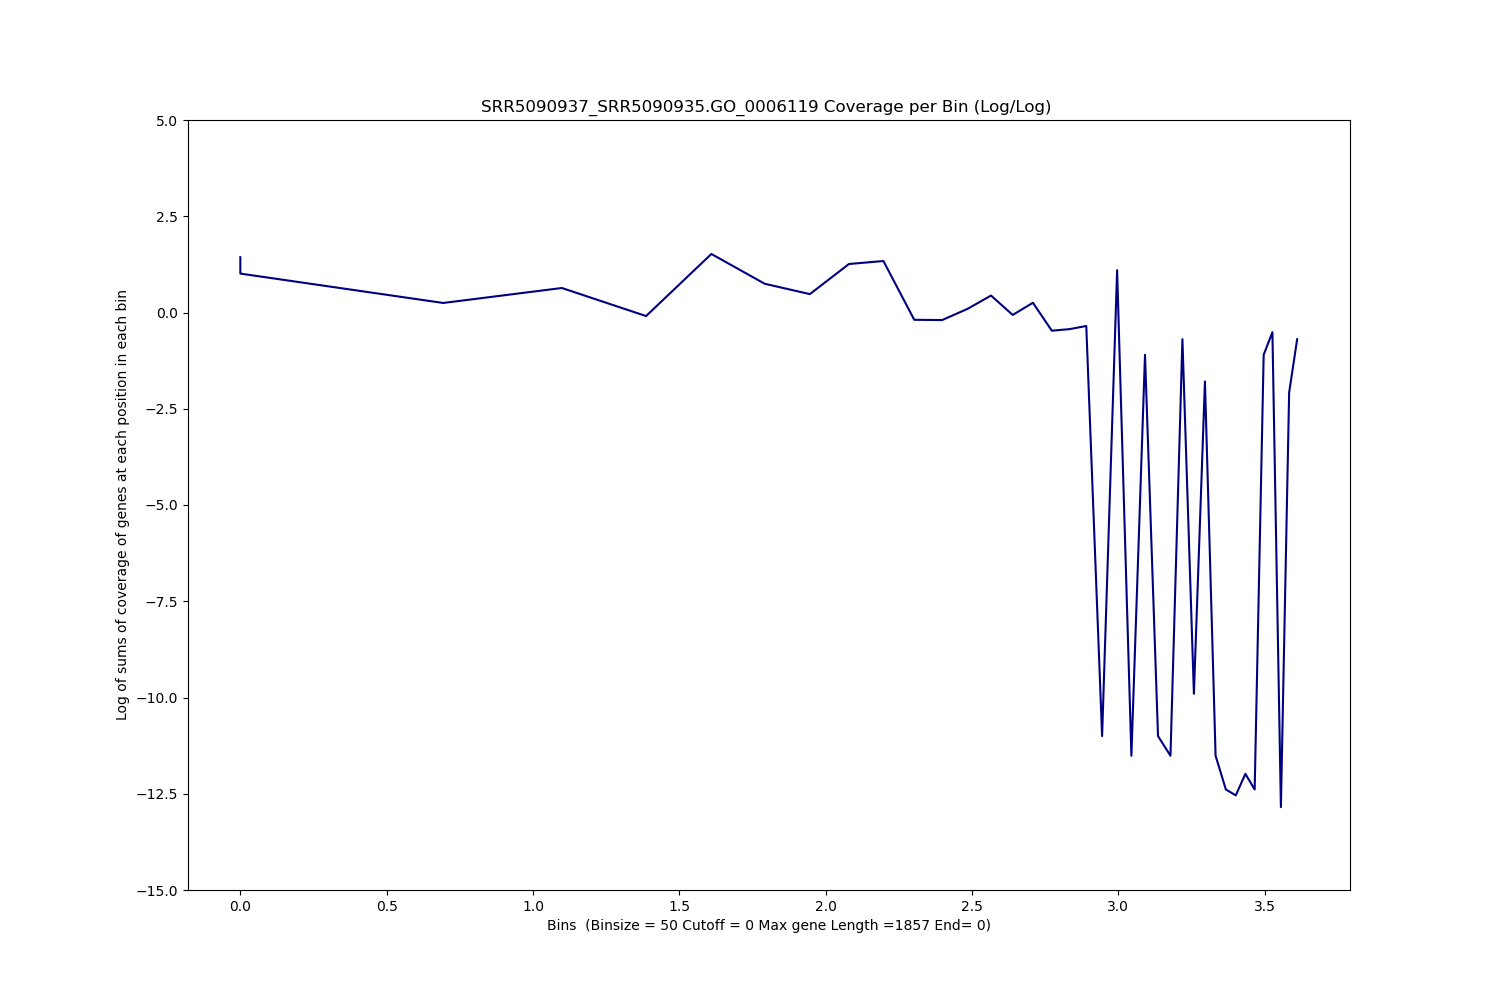 SRR5090937_SRR5090935.GO_0006119 Coverage per Bin (Log/Log)
5.0
2.5
0.0
−2.5
−5.0
−7.5
−10.0
−12.5
−15.0
Log of sums of coverage of genes at each position in each bin
0.0 0.5 1.0 1.5 2.0 2.5 3.0 3.5
Bins  (Binsize = 50 Cutoff = 0 Max gene Length =1857 End= 0)